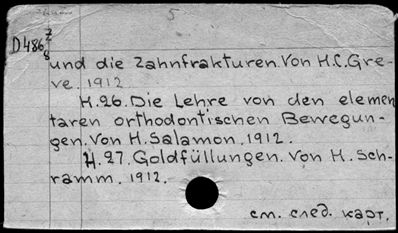 5
D486 7/8
und die Zahnfrakturen. Von H.C. Gre-
ve. 1912
H.26. Die Lehre von den elemen
taren orthodontischen Bewegun-
gen. Von H. Salamon. 1912.
H.27. Goldfüllungen. Von H. Sch-
ramm. 1912.
см. след. карт.